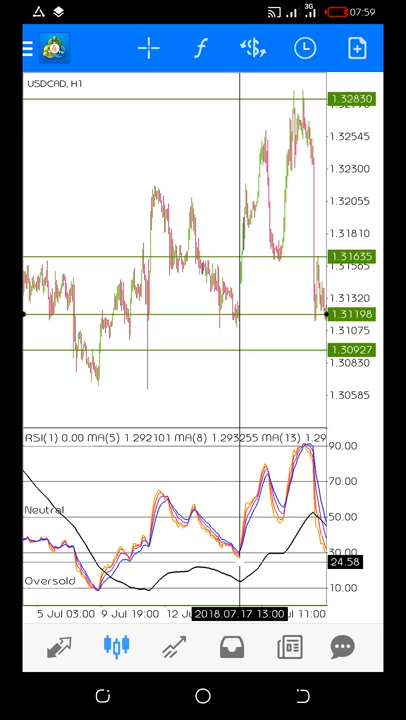 3G 07:59
USDCAD, H1
1.32830
1.32545
1.32300
1.32055
1.31810
1.31635
1.31320
1.31198
1.31075
1.30927
1.30830
1.30585
RSI(1) 0.00 MA(5) 1.292101 MA(8) 1.293255 MA(13) 1.29
90.00
70.00
Neutral 50.00
30.00
24.58
Oversold 10.00
5 Jul 03:00 9 Jul 19:00 12 J 2018.07.17 13:00 ul 11:00